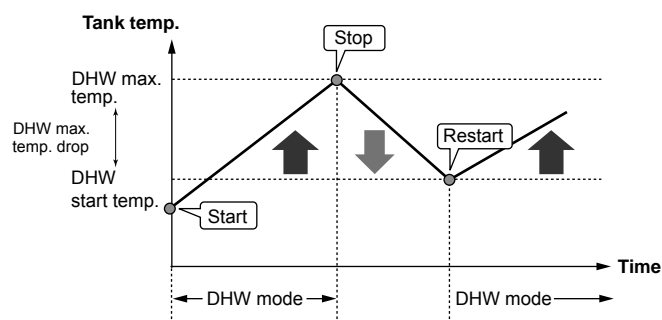 Tank temp.
Stop
DHW max.
temp.
DHW max.
temp. drop
Restart
DHW
start temp.
Start
Time
DHW mode
DHW mode